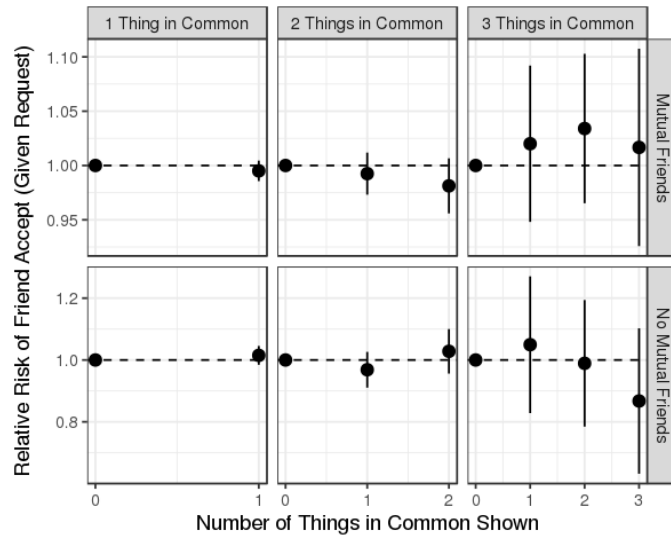 1 Thing in Common
2 Things in Common
3 Things in Common
Relative Risk of Friend Accept (Given Request)
1.10
1.05
1.00
0.95
Mutual Friends
1.2
1.0
0.8
No Mutual Friends
0 1
0 1 2
0 1 2 3
Number of Things in Common Shown